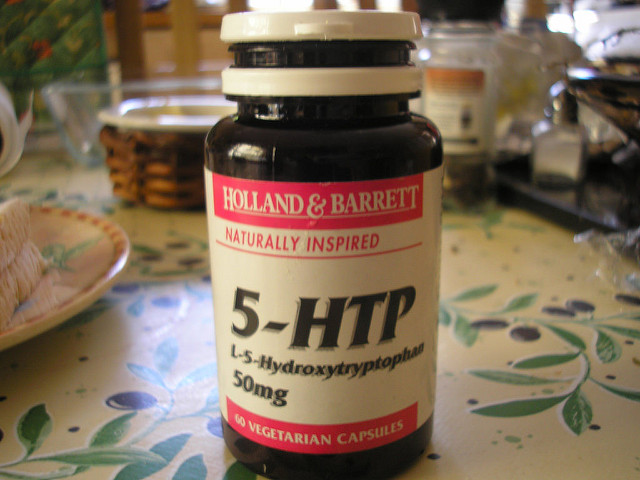 HOLLAND & BARRETT
NATURALLY INSPIRED
5-HTP
L-5-Hydroxytryptophan
50mg
60 VEGETARIAN CAPSULES